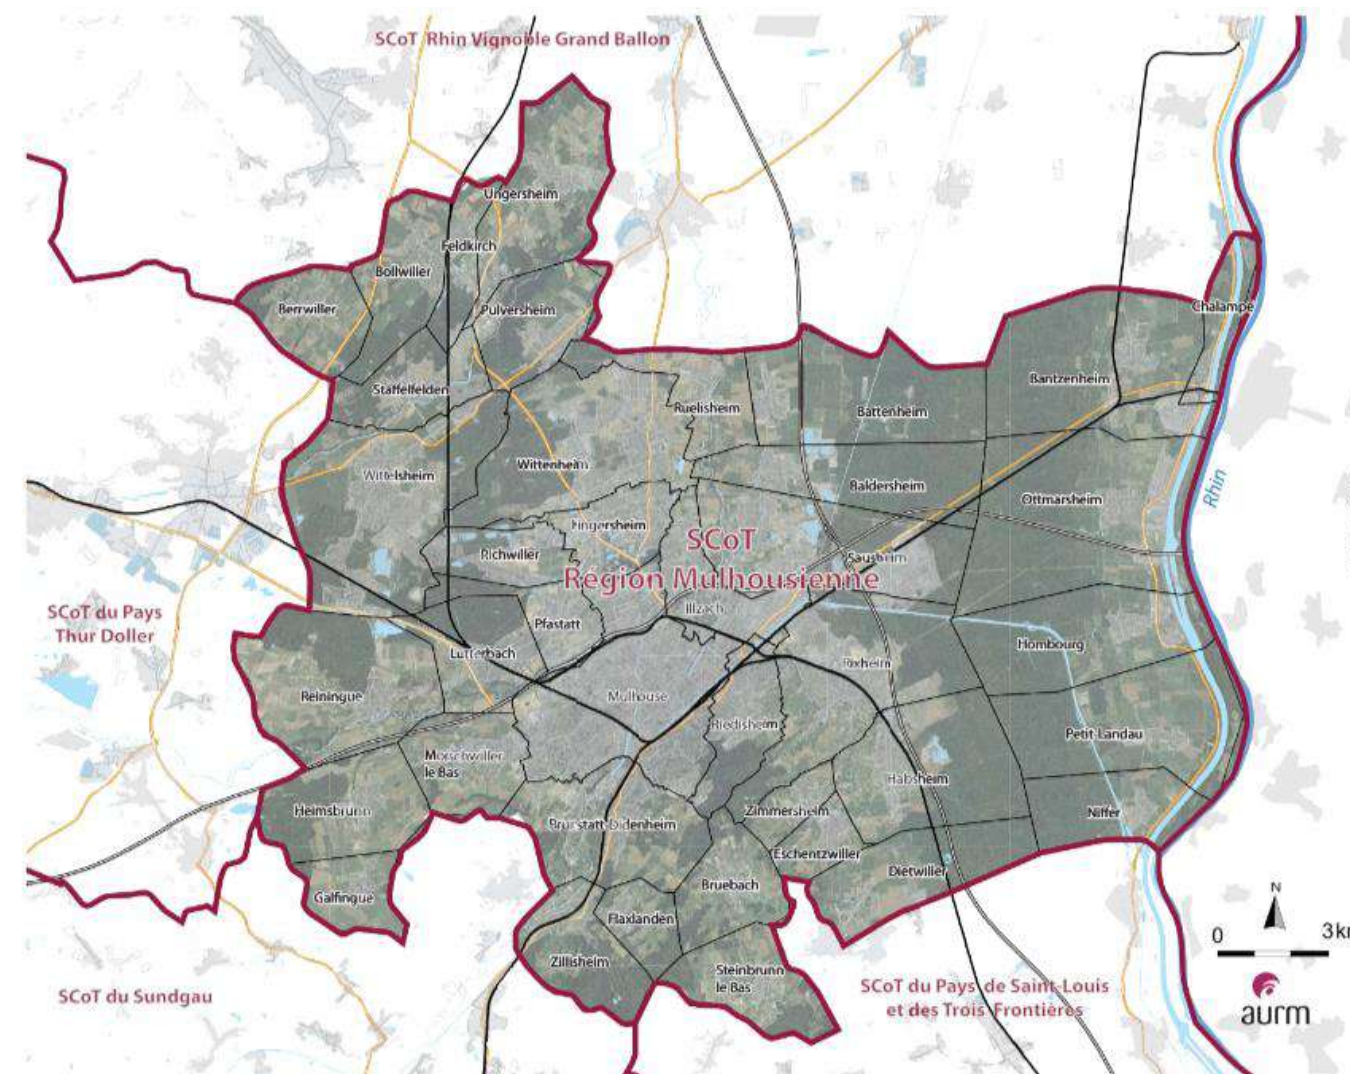 SCoT Rhin Vignoble Grand Ballon
Ungersheim
Feldkirch
Bollwiller
Berrwiller
Pulversheim
Chalampe
Bantzenheim
Staffelfelden
Ruelisheim
Battenheim
Wittelsheim
Wittenheim
Baldersheim
Ottmarsheim
Rhin
Kingersheim
Richwiller
SCoT
Région Mulhousienne
Sausheim
Illzach
SCoT du Pays
Thur Doller
Pfastatt
Lutterbach
Hombourg
Rixheim
Reiningue
Mulhouse
Riedisheim
Petit-Landau
Morschwiller
le Bas
Habsheim
Heimsbrunn
Zimmersheim
Niffer
Brunstatt-Didenheim
Eschentzwiller
Dietwiller
Bruebach
Galfingue
Flaxlanden
N
0
3km
Zillisheim
Steinbrunn
le Bas
SCoT du Sundgau
SCoT du Pays de Saint-Louis
et des Trois Frontières
aurm